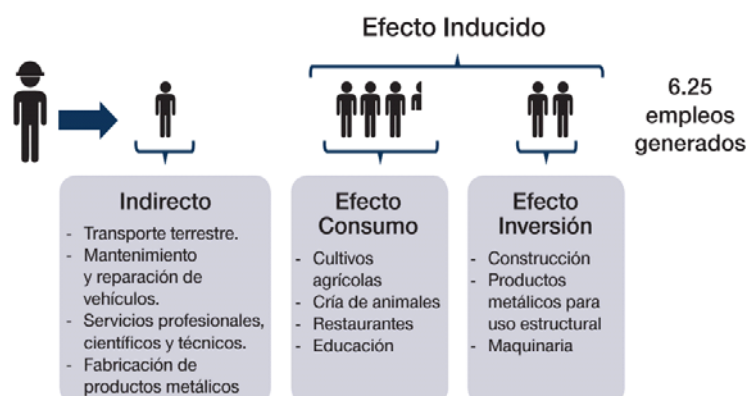 Efecto Inducido
6.25
empleos
generados
Indirecto
- Transporte terrestre.
- Mantenimiento
y reparación de
vehículos.
- Servicios profesionales,
científicos y técnicos.
- Fabricación de
productos metálicos
Efecto
Consumo
- Cultivos
agrícolas
- Cría de animales
- Restaurantes
- Educación
Efecto
Inversión
- Construcción
- Productos
metálicos para
uso estructural
- Maquinaria